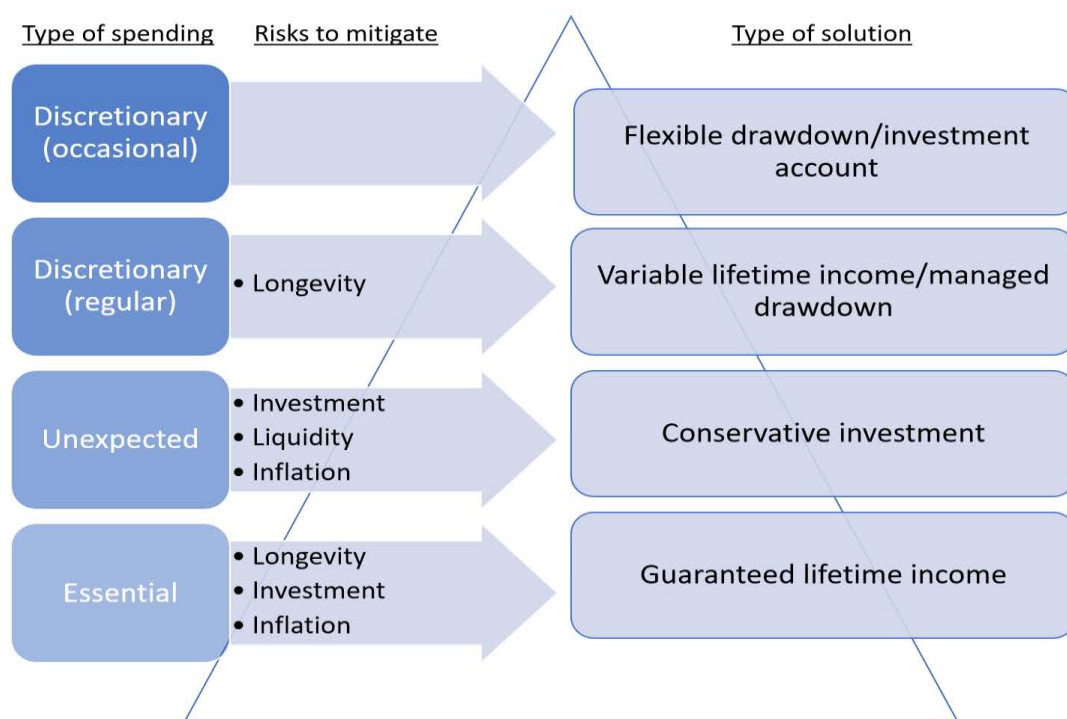 Type of spending
Risks to mitigate
Type of solution
Discretionary
(occasional)
Flexible drawdown/investment
account
Discretionary
(regular)
• Longevity
Variable lifetime income/managed
drawdown
Unexpected
• Investment
• Liquidity
• Inflation
Conservative investment
Essential
• Longevity
• Investment
• Inflation
Guaranteed lifetime income